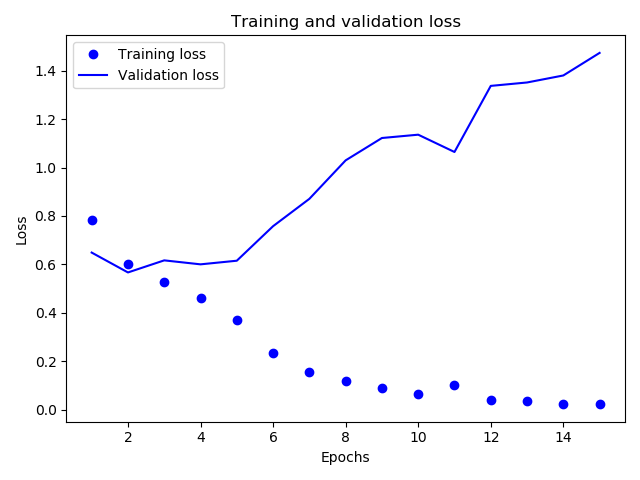 Training and validation loss
Training loss
Validation loss
1.4
1.2
1.0
0.8
0.6
0.4
0.2
0.0
Loss
2 4 6 8 10 12 14
Epochs